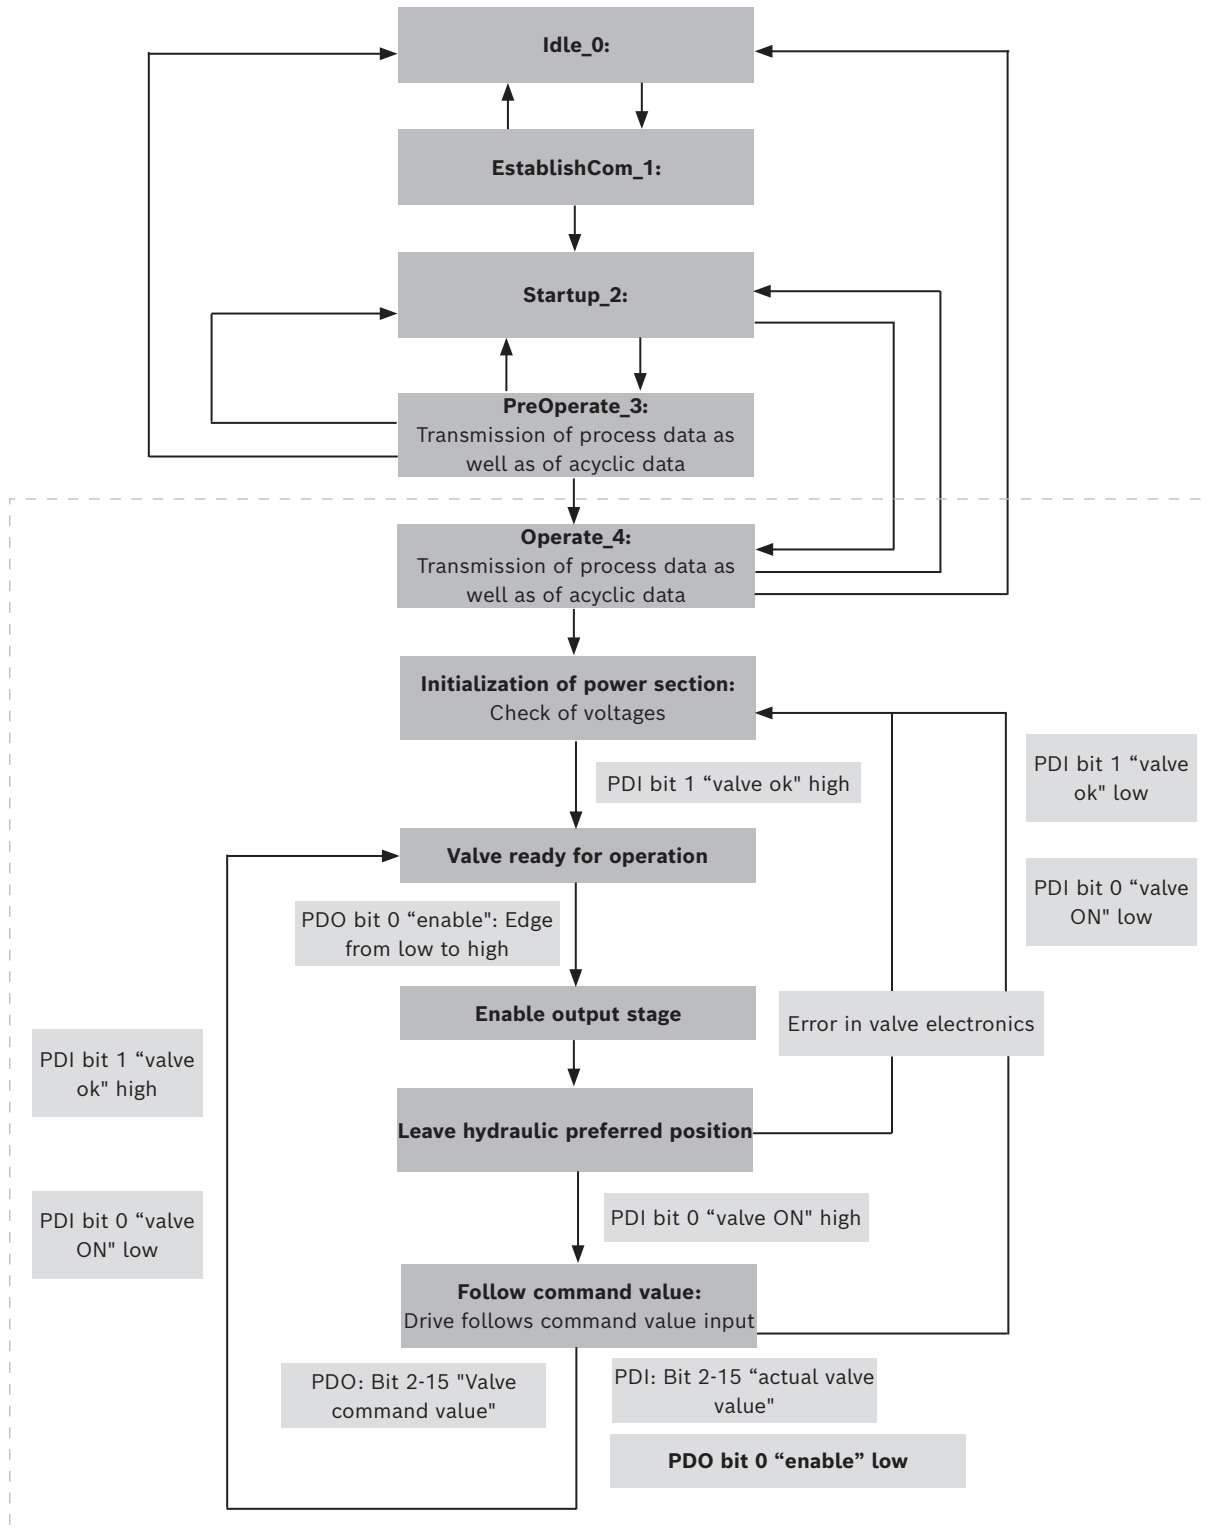 Idle_0:
EstablishCom_1:
Startup_2:
PreOperate_3:
Transmission of process data as
well as of acyclic data
Operate_4:
Transmission of process data as
well as of acyclic data
Initialization of power section:
Check of voltages
PDI bit 1 “valve
ok" low
PDI bit 1 “valve ok" high
Valve ready for operation
PDI bit 0 “valve
ON" low
PDO bit 0 “enable": Edge
from low to high
Enable output stage
Error in valve electronics
PDI bit 1 “valve
ok" high
Leave hydraulic preferred position
PDI bit 0 “valve
ON" low
PDI bit 0 “valve ON" high
Follow command value:
Drive follows command value input
PDO: Bit 2-15 "Valve
command value"
PDI: Bit 2-15 “actual valve
value"
PDO bit 0 “enable” low